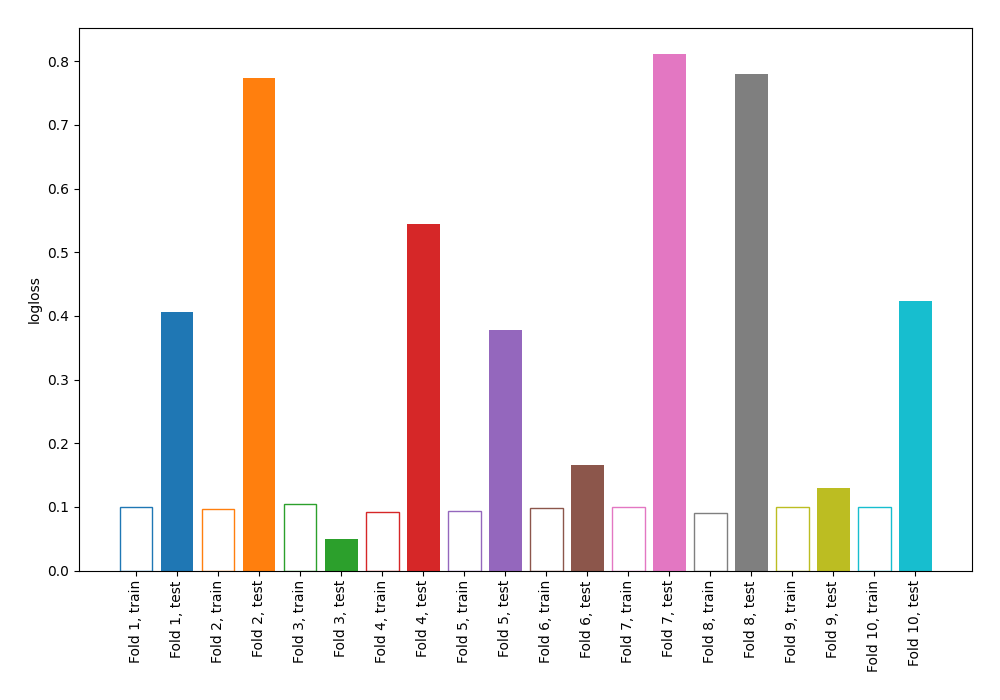 logloss
0.8
0.7
0.6
0.5
0.4
0.3
0.2
0.1
0.0
Fold 1, train
Fold 1, test
Fold 2, train
Fold 2, test
Fold 3, train
Fold 3, test
Fold 4, train
Fold 4, test
Fold 5, train
Fold 5, test
Fold 6, train
Fold 6, test
Fold 7, train
Fold 7, test
Fold 8, train
Fold 8, test
Fold 9, train
Fold 9, test
Fold 10, train
Fold 10, test